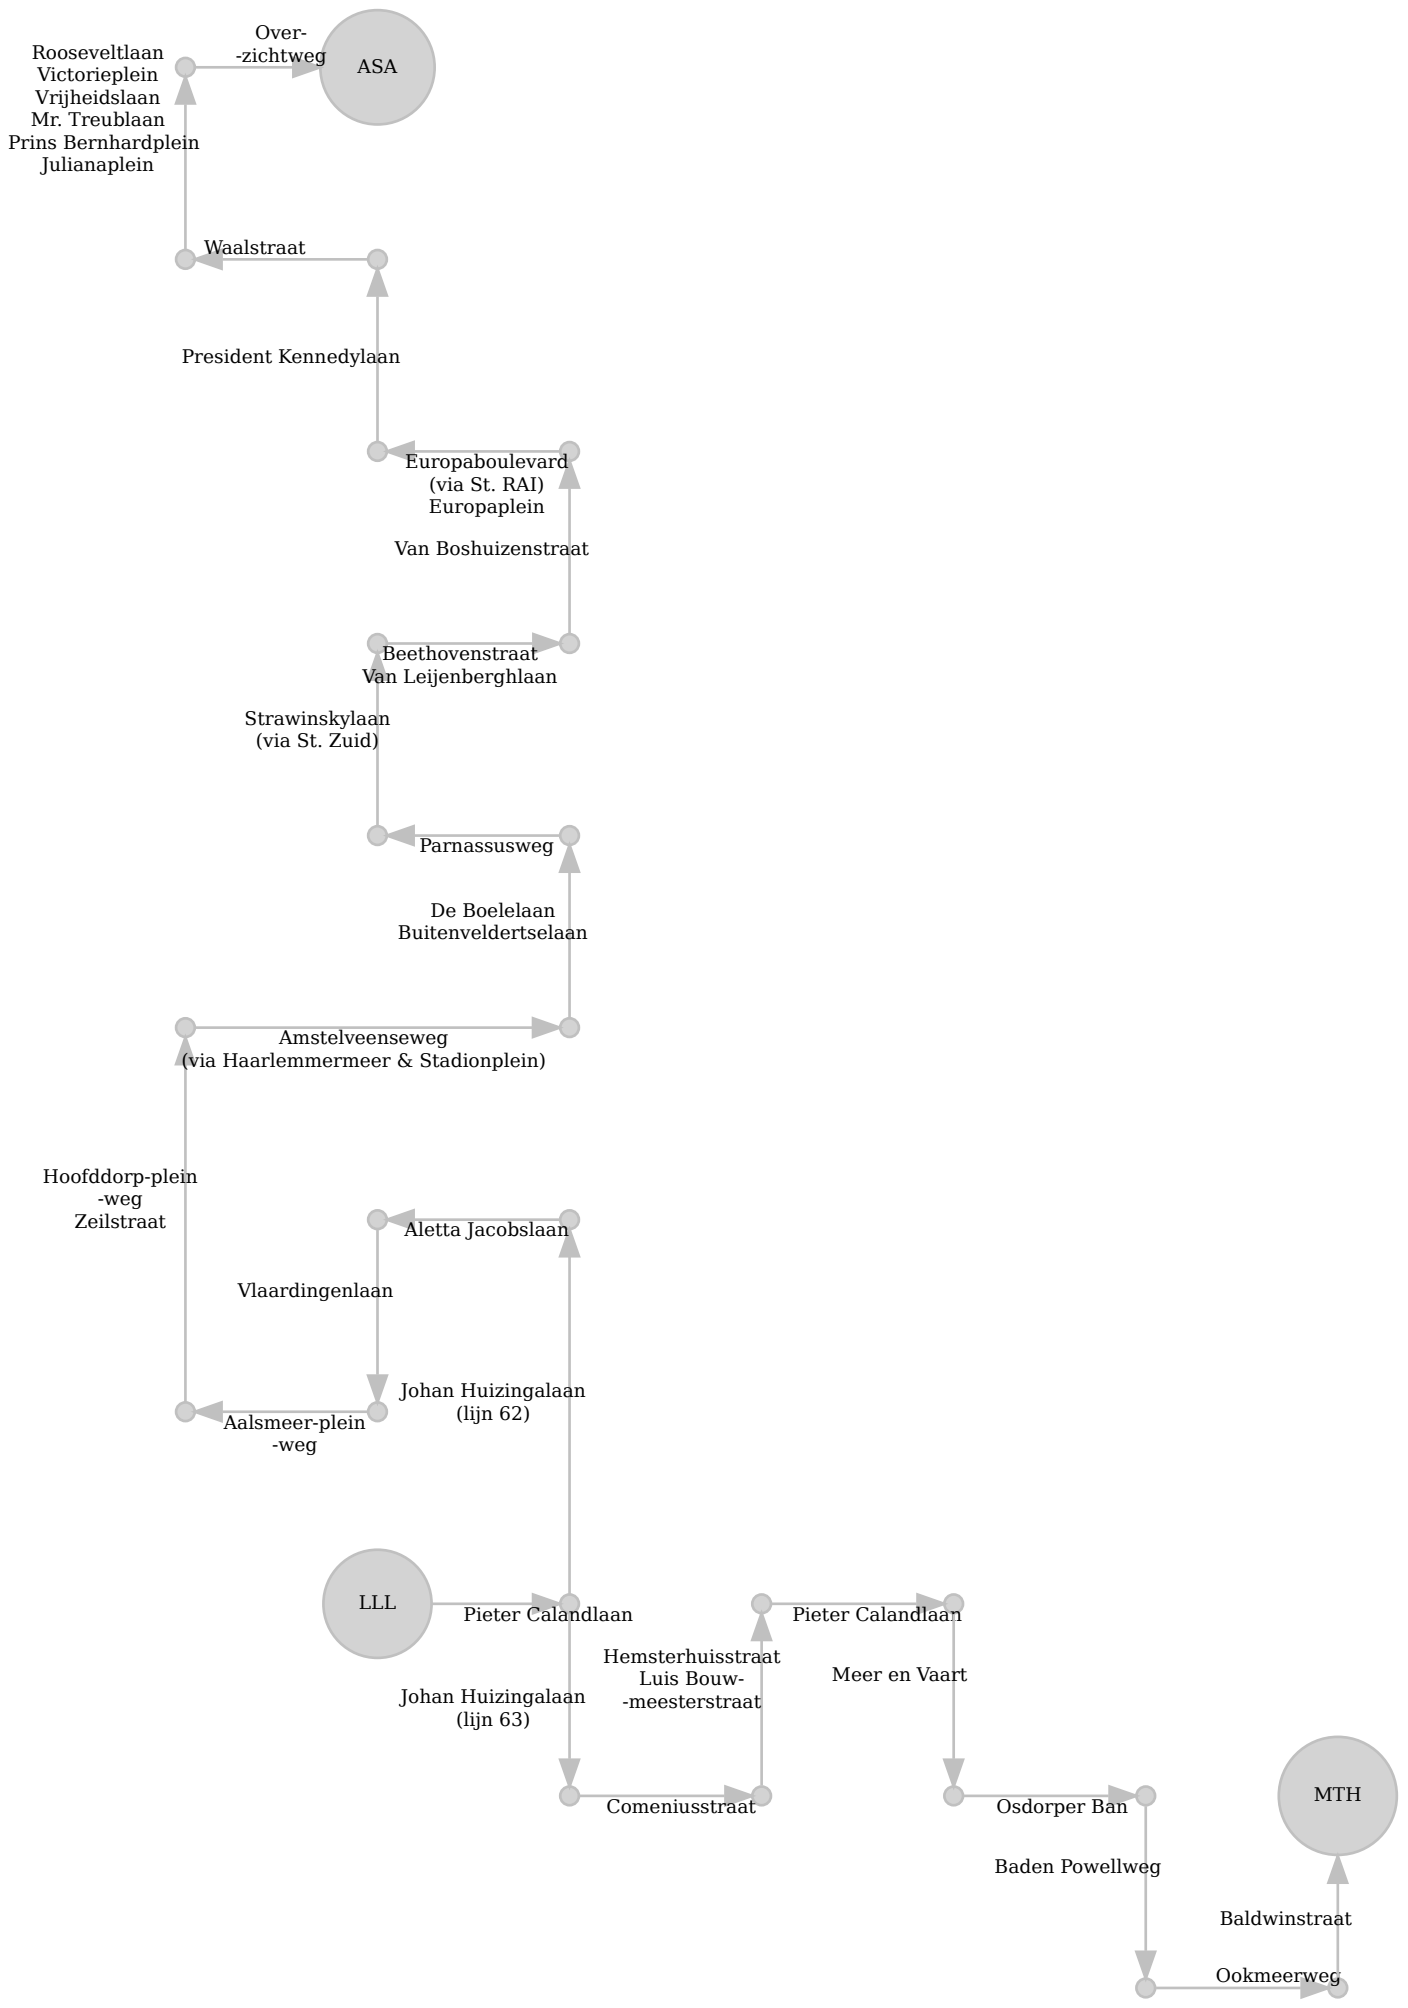 Over-
-zichtweg
ASA
Rooseveltlaan
Victorieplein
Vrijheidslaan
Mr. Treublaan
Prins Bernhardplein
Julianaplein
Waalstraat
President Kennedylaan
Europaboulevard
(via St. RAI)
Europaplein
Van Boshuizenstraat
Beethovenstraat
Van Leijenberghlaan
Strawinskylaan
(via St. Zuid)
Parnassusweg
De Boelelaan
Buitenveldertselaan
Amstelveenseweg
(via Haarlemmermeer & Stadionplein)
Hoofddorp-plein
-weg
Zeilstraat
Aletta Jacobslaan
Vlaardingenlaan
Johan Huizingalaan
(lijn 62)
Aalsmeer-plein
-weg
LLL
Pieter Calandlaan
Pieter Calandlaan
Hemsterhuisstraat
Luis Bouw-
-meesterstraat
Meer en Vaart
Johan Huizingalaan
(lijn 63)
Comeniusstraat
Osdorper Ban
MTH
Baden Powellweg
Baldwinstraat
Ookmeerweg